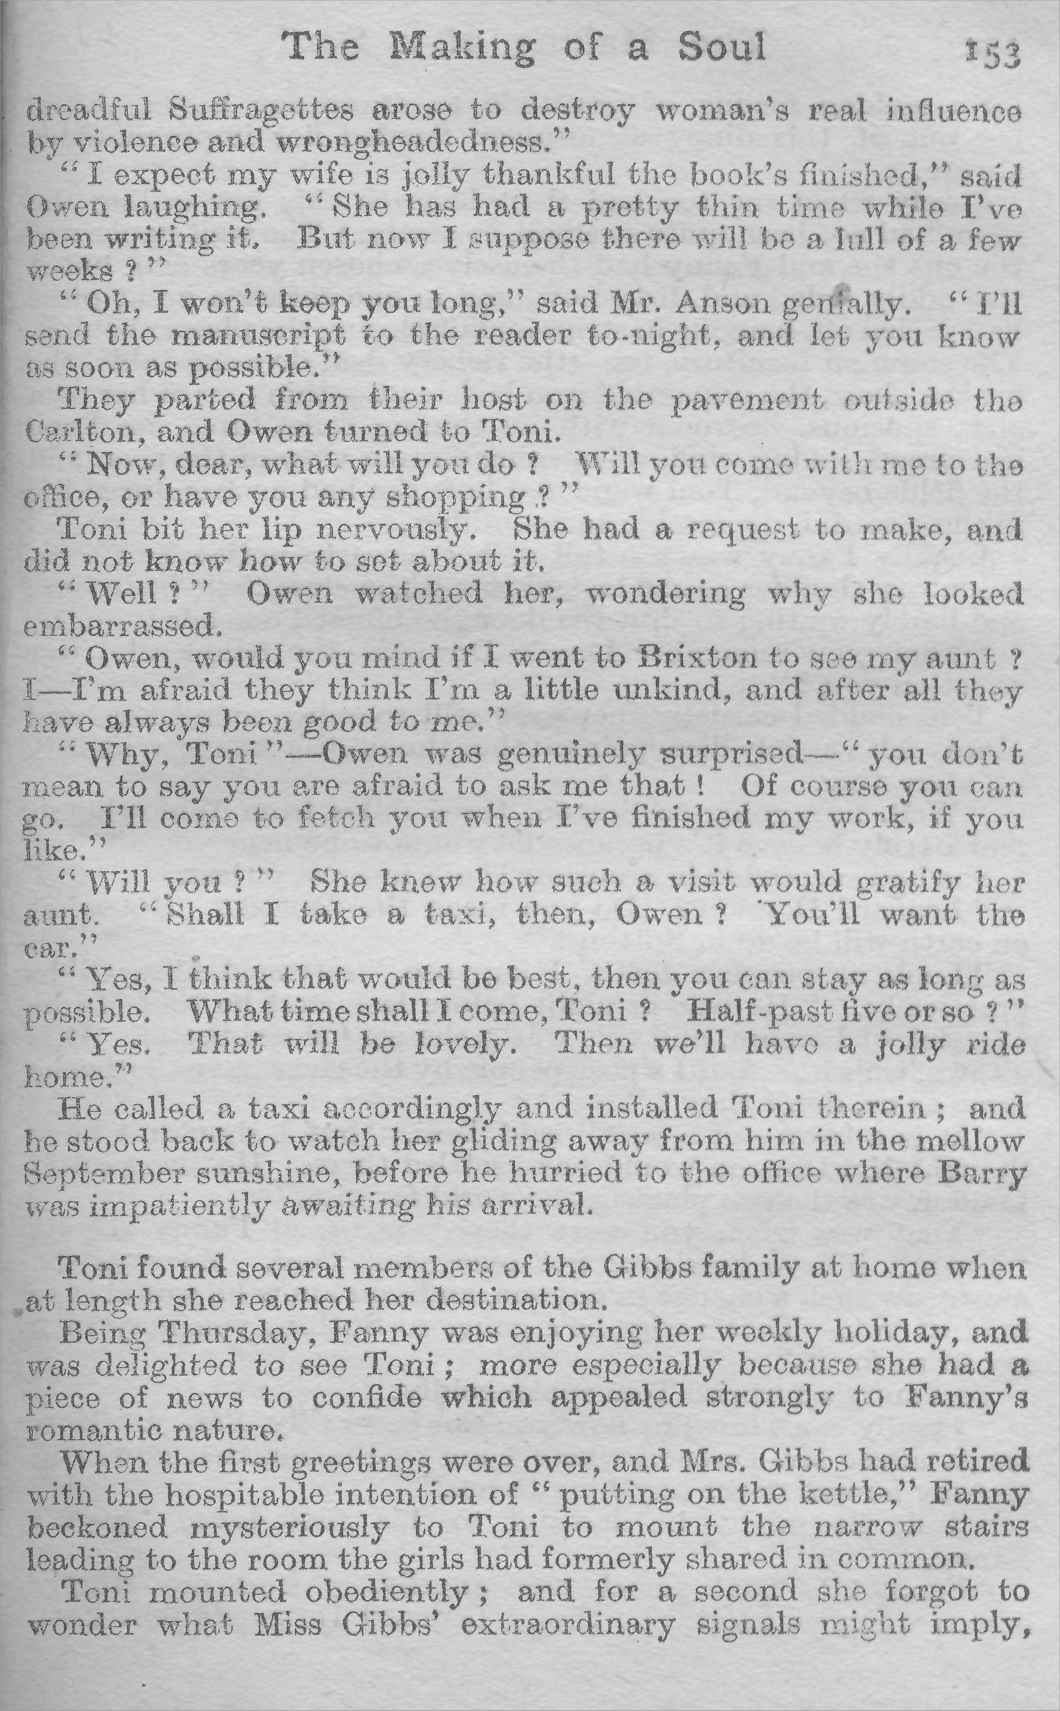 The Making of a Soul 153
dreadful Suffragettes arose to destroy woman's real influence
by violence and wrongheadedness."
" I expect my wife is jolly thankful the book's finished," said
Owen laughing. " She has had a pretty thin time while I've
been writing it. But now I suppose there will be a lull of a few
weeks ? "
" Oh, I won't keep you long," said Mr. Anson genially. " I'll
send the manuscript to the reader to-night, and let you know
as soon as possible."
They parted from their host on the pavement outside the
Carlton, and Owen turned to Toni.
" Now, dear, what will you do ? Will you come with me to the
office, or have you any shopping ? "
Toni bit her lip nervously. She had a request to make, and
did not know how to set about it.
" Well ? " Owen watched her, wondering why she looked
embarrassed.
" Owen, would you mind if I went to Brixton to see my aunt ?
I—I'm afraid they think I'm a little unkind, and after all they
have always been good to me."
" Why, Toni "—Owen was genuinely surprised—" you don't
mean to say you are afraid to ask me that ! Of course you can
go. I'll come to fetch you when I've finished my work, if you
like."
" Will you ? " She knew how such a visit would gratify her
aunt. " Shall I take a taxi, then, Owen ? You'll want the
car."
" Yes, I think that would be best, then you can stay as long as
possible. What time shall I come, Toni ? Half-past five or so ? "
" Yes. That will be lovely. Then we'll have a jolly ride
home."
He called a taxi accordingly and installed Toni therein ; and
he stood back to watch her gliding away from him in the mellow
September sunshine, before he hurried to the office where Barry
was impatiently awaiting his arrival.
Toni found several members of the Gibbs family at home when
at length she reached her destination.
Being Thursday, Fanny was enjoying her weekly holiday, and
was delighted to see Toni ; more especially because she had a
piece of news to confide which appealed strongly to Fanny's
romantic nature.
When the first greetings were over, and Mrs. Gibbs had retired
with the hospitable intention of " putting on the kettle," Fanny
beckoned mysteriously to Toni to mount the narrow stairs
leading to the room the girls had formerly shared in common.
Toni mounted obediently ; and for a second she forgot to
wonder what Miss Gibbs' extraordinary signals might imply,